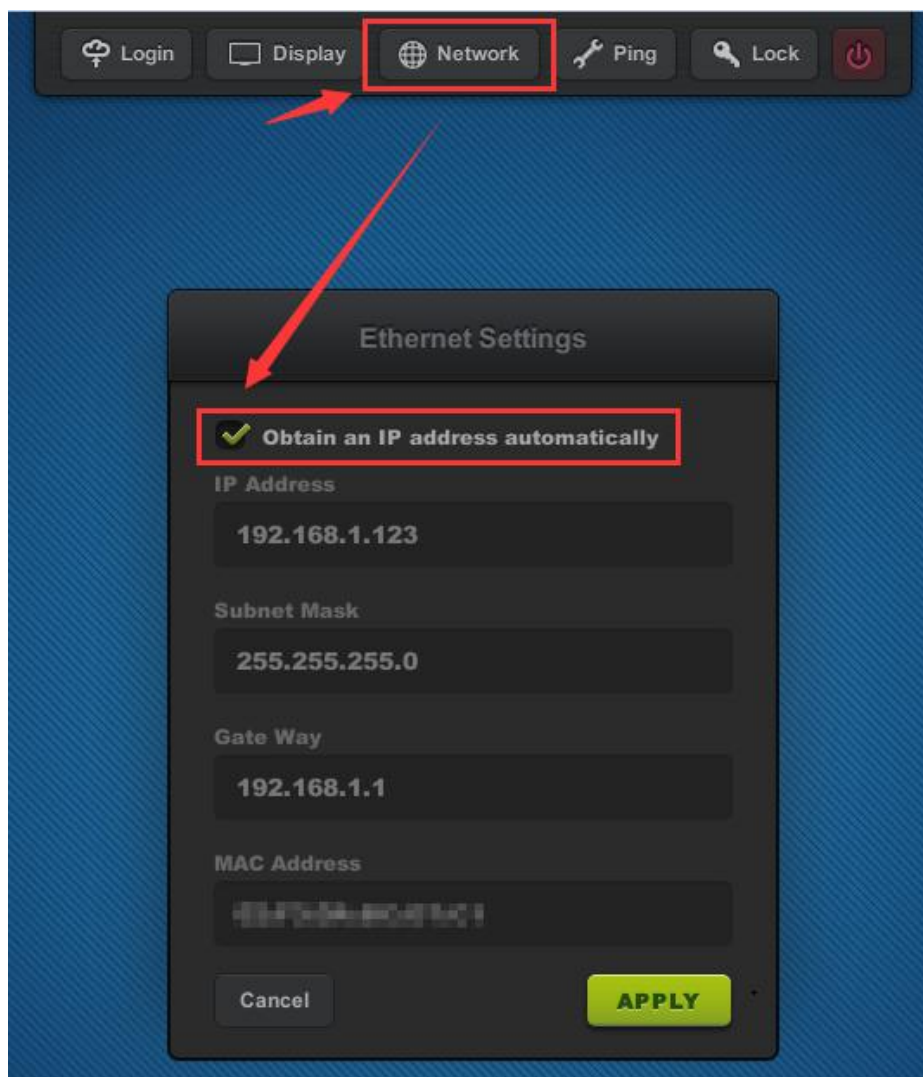 Login Display Network Ping Lock
Ethernet Settings
Obtain an IP address automatically
IP Address
192.168.1.123
Subnet Mask
255.255.255.0
Gate Way
192.168.1.1
MAC Address
Cancel APPLY